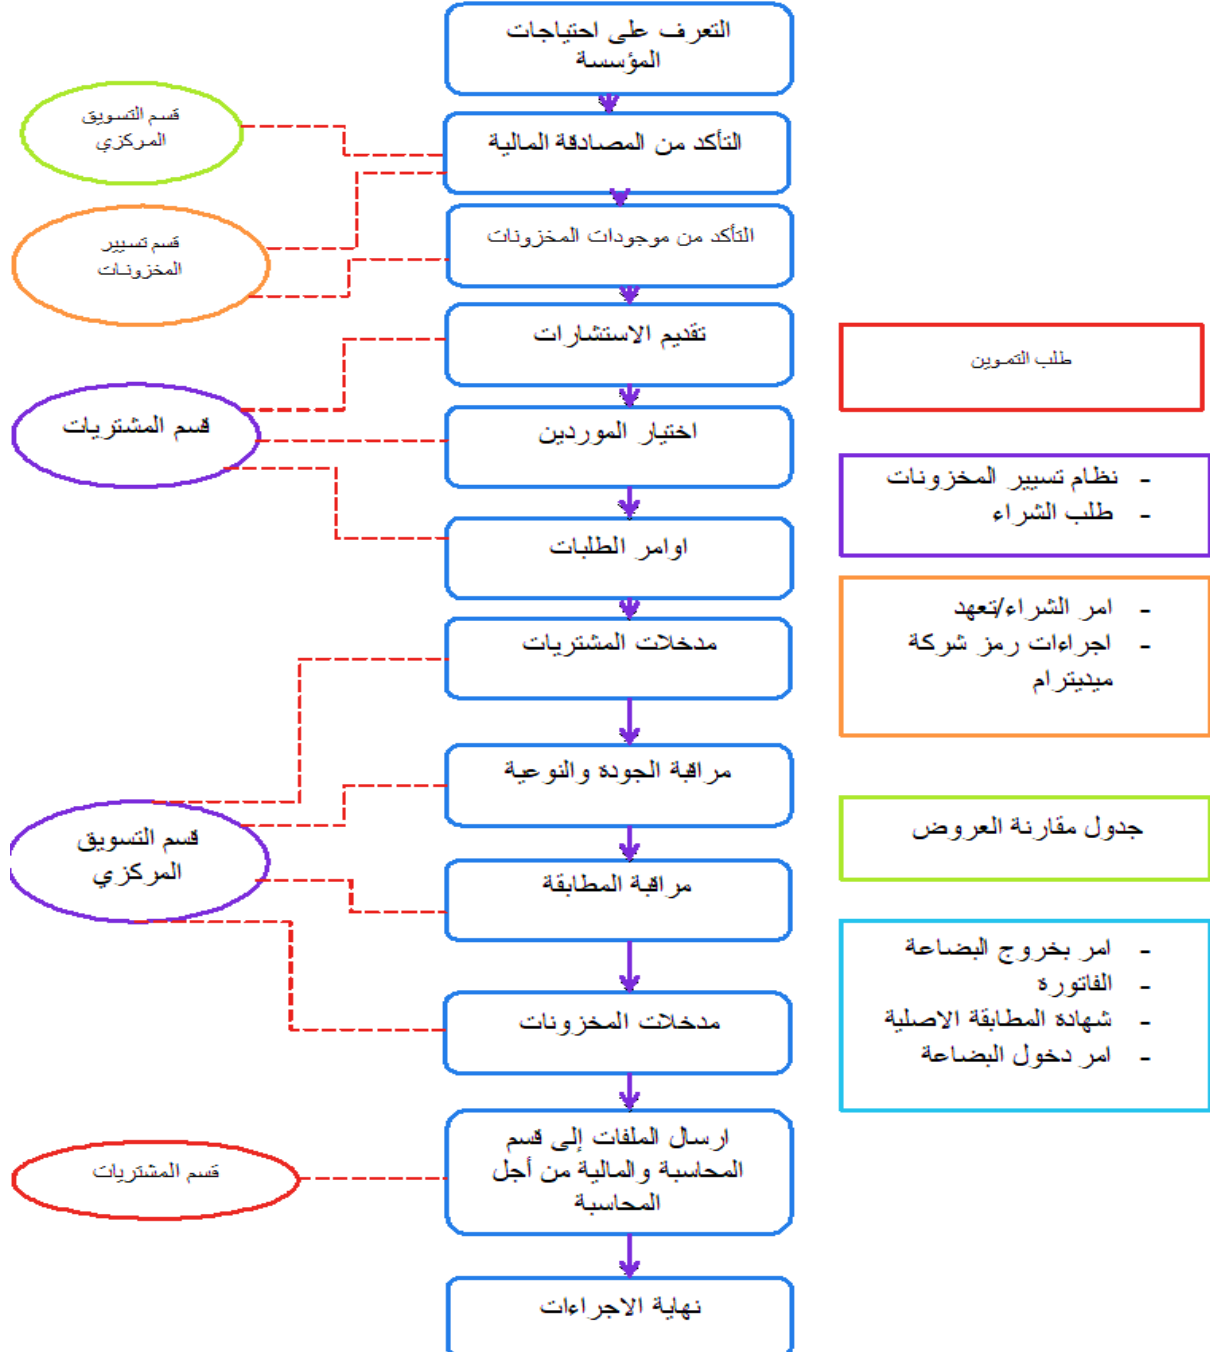 التعرف على احتياجات
المؤسسة
قسم التسويق
المركزي
التأكد من المصادقة المالية
قسم تسيير
المخزونات
التأكد من موجودات المخزونات
تقديم الاستشارات
طلب التموين
قسم المشتريات
اختيار الموردين
- نظام تسيير المخزونات
- طلب الشراء
اوامر الطلبات
- امر الشراء/تعهد
- اجراءات رمز شركة
ميديترام
مدخلات المشتريات
مراقبة الجودة والنوعية
جدول مقارنة العروض
قسم التسويق
المركزي
مراقبة المطابقة
- امر بخروج البضاعة
- الفاتورة
- شهادة المطابقة الاصلية
- امر دخول البضاعة
مدخلات المخزونات
ارسال الملفات إلى قسم
المحاسبة والمالية من أجل
المحاسبة
قسم المشتريات
نهاية الاجراءات